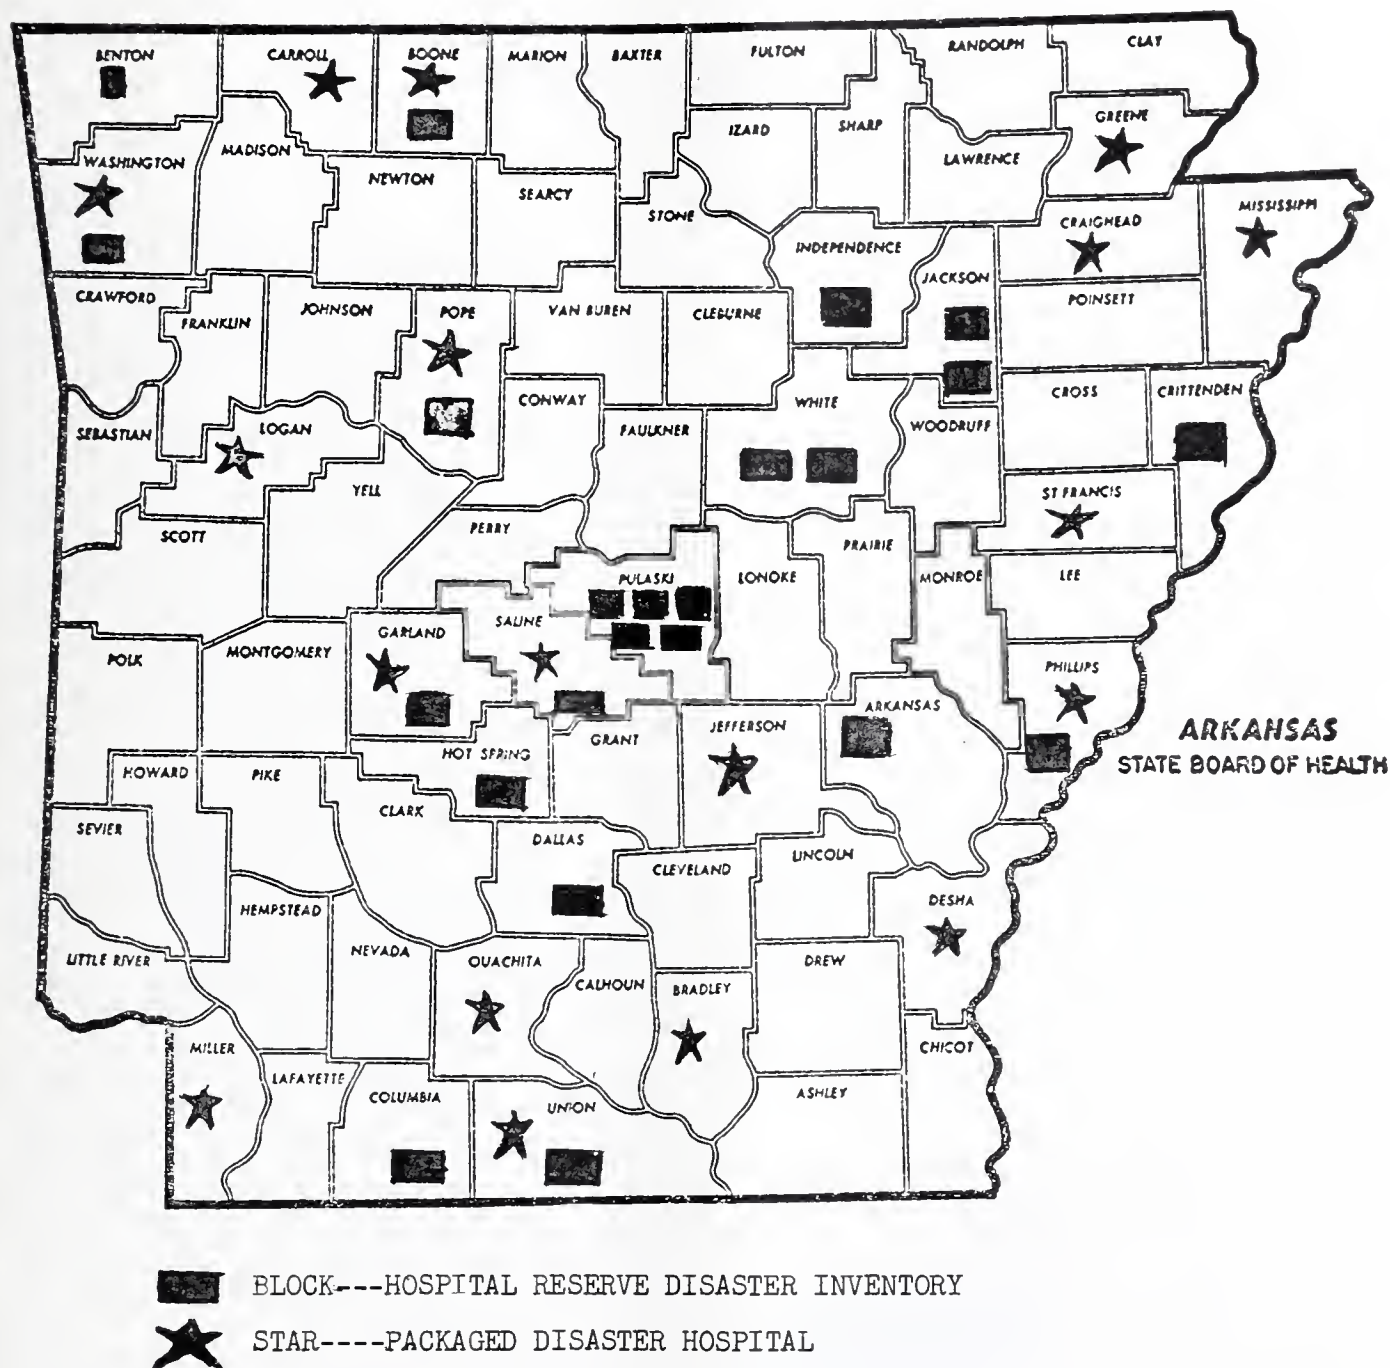 BENTON
CARROLL
BOONE
MARION
BAXTER
FULTON
RANDOLPH
CLAY
GREENE
WASHINGTON
MADISON
NEWTON
SEARCY
STONE
IZARD
SHARP
LAWRENCE
CRAIGHEAD
MISSISSIPPI
INDEPENDENCE
JACKSON
POINSETT
CRAWFORD
FRANKLIN
JOHNSON
POPE
VAN BUREN
CLEBURNE
SEBASTIAN
LOGAN
CONWAY
FAULKNER
WHITE
WOODRUFF
CROSS
CRITTENDEN
SCOTT
YELL
PERRY
PULASKI
LONOKE
PRAIRIE
MONROE
ST FRANCIS
LEE
POLK
MONTGOMERY
GARLAND
SALINE
PHILLIPS
HOT SPRING
GRANT
JEFFERSON
ARKANSAS
ARKANSAS
STATE BOARD OF HEALTH
HOWARD
PIKE
CLARK
SEVIER
DALLAS
CLEVELAND
LINCOLN
DESHA
HEMPSTEAD
NEVADA
LITTLE RIVER
OUACHITA
CALHOUN
BRADLEY
DREW
MILLER
LAFAYETTE
COLUMBIA
UNION
ASHLEY
CHICOT
BLOCK---HOSPITAL RESERVE DISASTER INVENTORY
STAR----PACKAGED DISASTER HOSPITAL